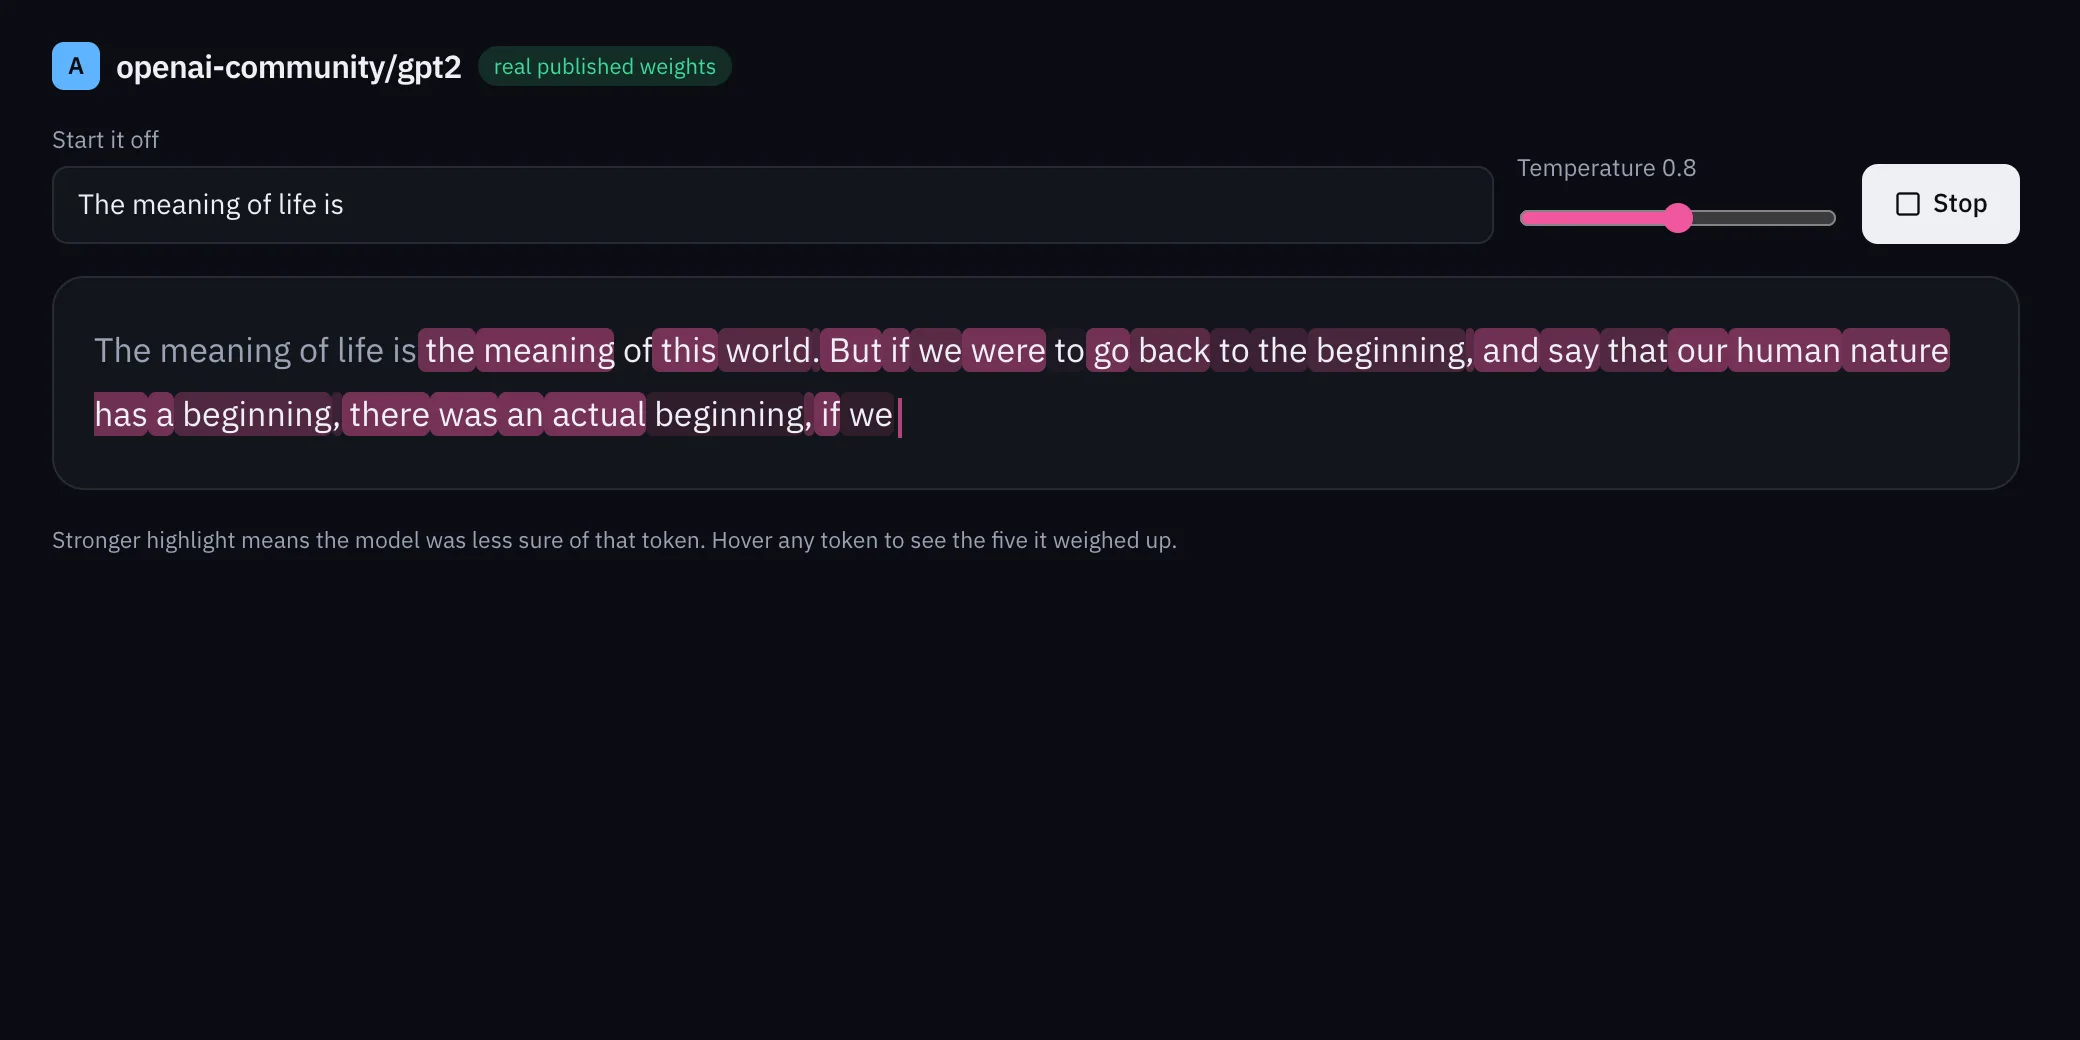 A openai-community/gpt2 real published weights
Start it off
The meaning of life is
Temperature 0.8
Stop
The meaning of life is the meaning of this world. But if we were to go back to the beginning, and say that our human nature
has a beginning, there was an actual beginning, if we
Stronger highlight means the model was less sure of that token. Hover any token to see the five it weighed up.